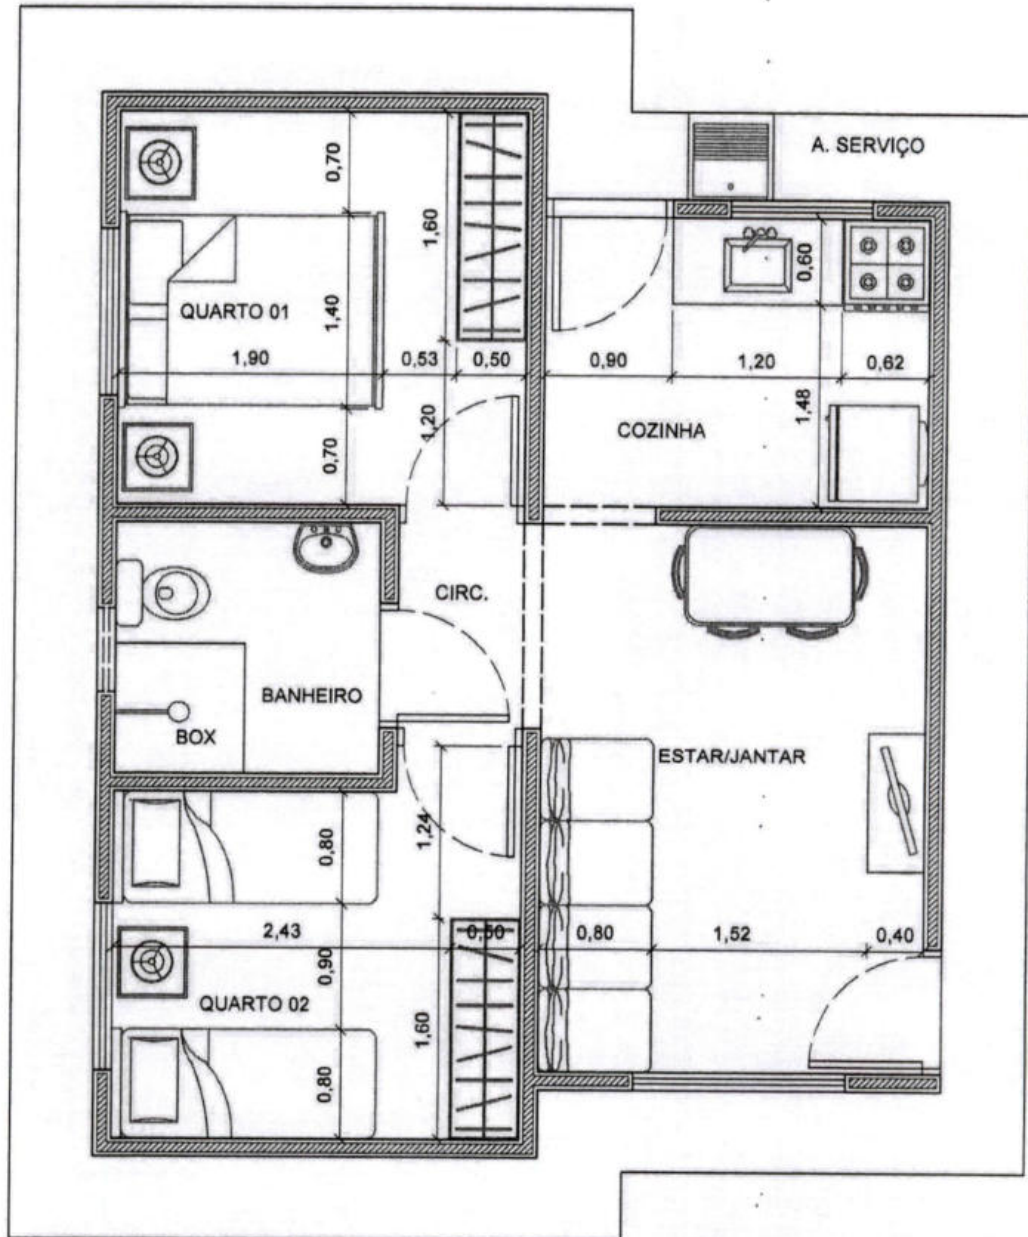 A. SERVIÇO
0,70
1,60
0,60
QUARTO 01
1,40
1,90
0,53
0,50
0,90
1,20
0,62
1,20
1,48
COZINHA
0,70
CIRC.
BANHEIRO
BOX
ESTAR/JANTAR
0,80
1,24
2,43
0,50
0,80
1,52
0,40
0,90
QUARTO 02
1,60
0,80